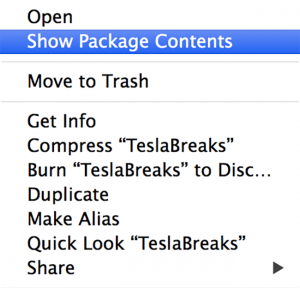 Open
Show Package Contents
Move to Trash
Get Info
Compress “TeslaBreaks”
Burn “TeslaBreaks” to Disc…
Duplicate
Make Alias
Quick Look “TeslaBreaks”
Share